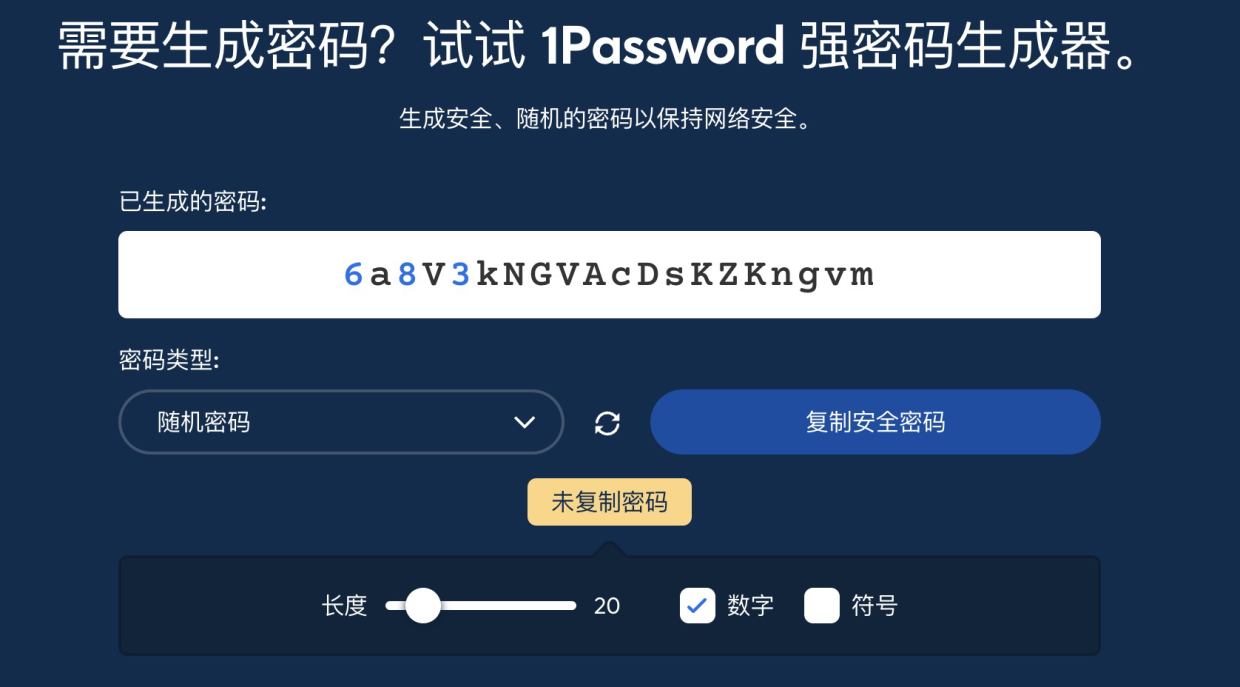 需要生成密码？试试 1Password 强密码生成器。
生成安全、随机的密码以保持网络安全。
已生成的密码:
6a8V3kNGVAcDsKZKngvm
密码类型:
随机密码
复制安全密码
未复制密码
长度 20 数字 符号